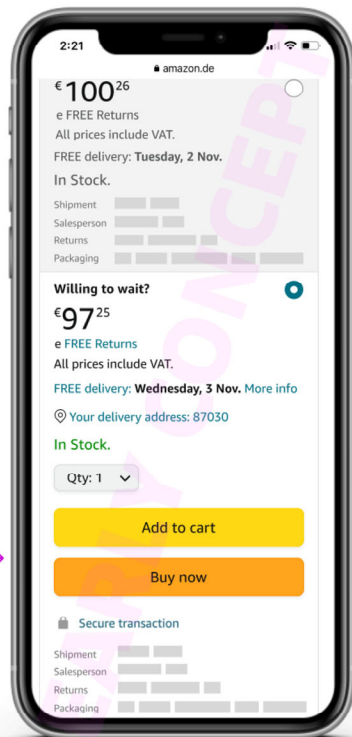 2:21
amazon.de
€10026
e FREE Returns
All prices include VAT.
FREE delivery: Tuesday, 2 Nov.
In Stock.
Shipment
Salesperson
Returns
Packaging
Willing to wait?
€9725
e FREE Returns
All prices include VAT.
FREE delivery: Wednesday, 3 Nov. More info
Your delivery address: 87030
In Stock.
Qty: 1
Add to cart
Buy now
Secure transaction
Shipment
Salesperson
Returns
Packaging
EARLY CONCEPT